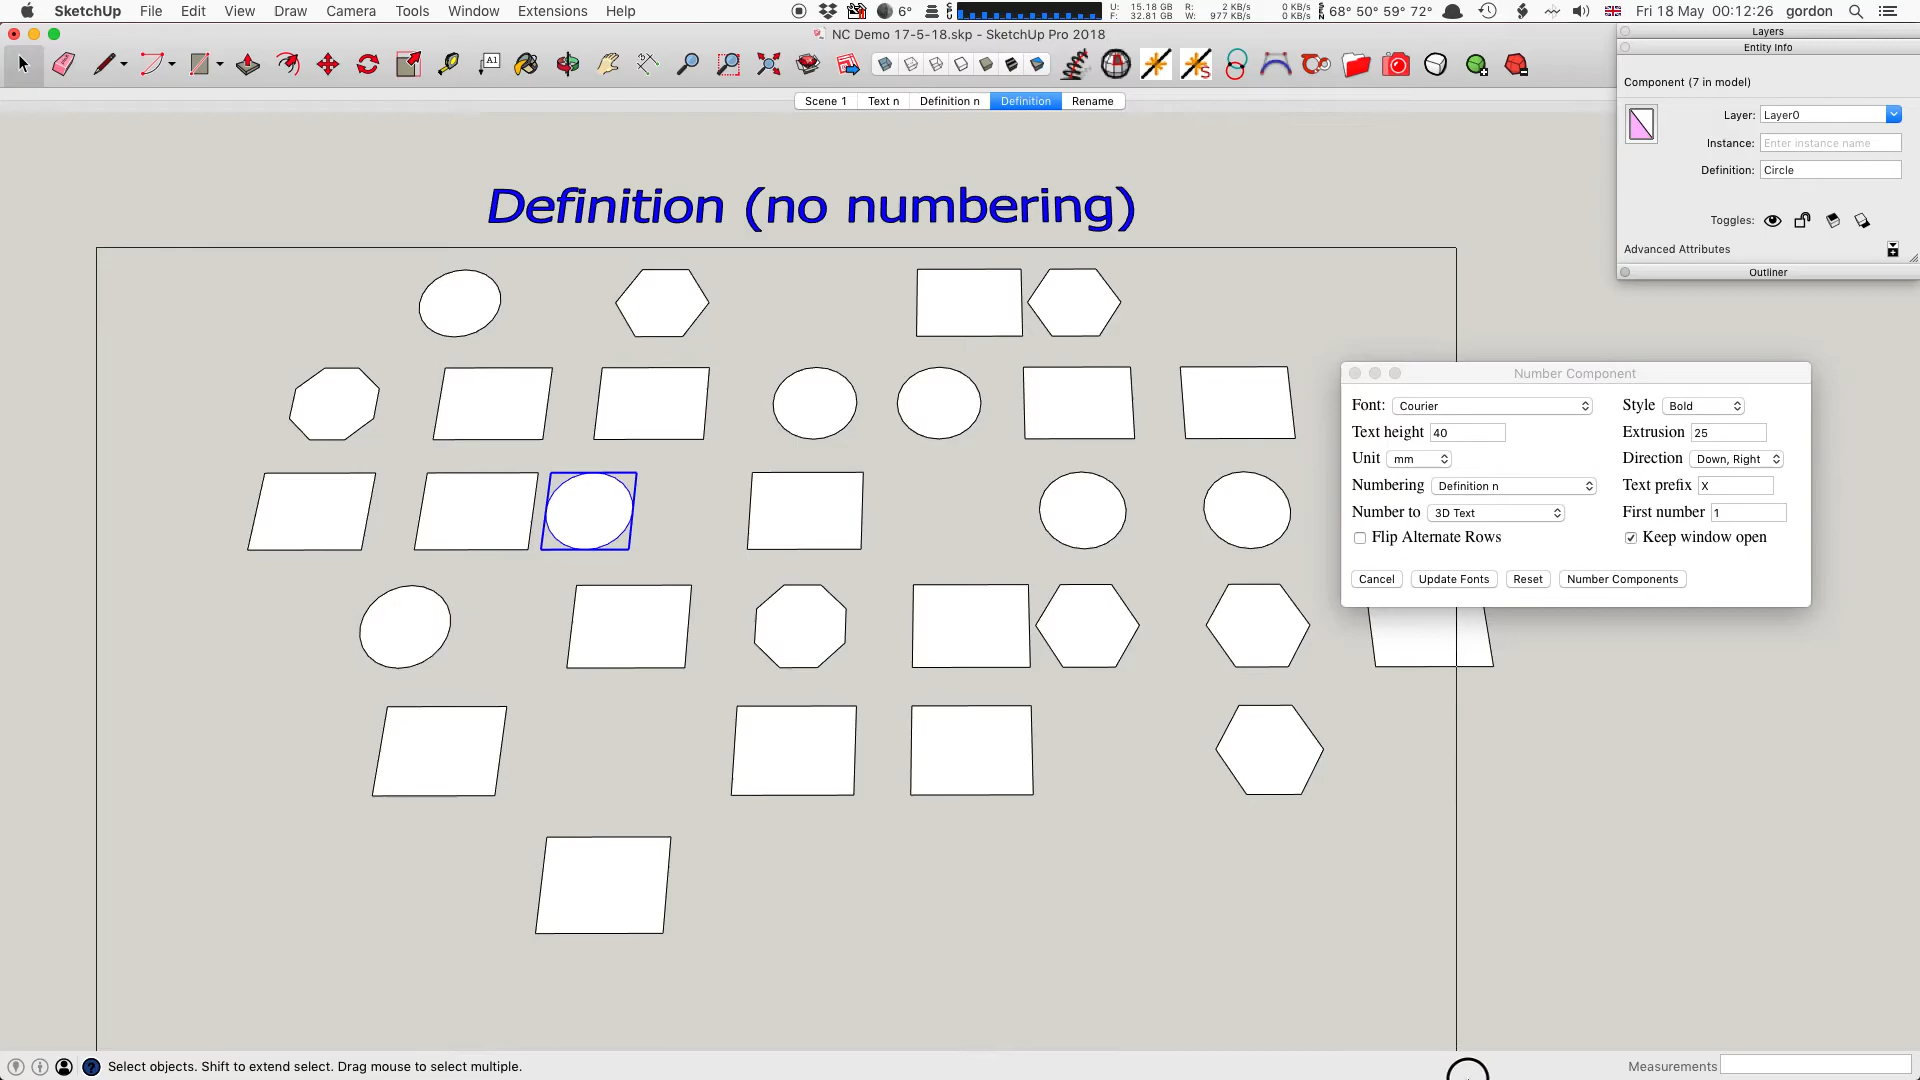 SketchUp File Edit View Draw Camera Tools Window Extensions Help 6° U: 15.18 GB F: 32.81 GB R: 2 KB/s W: 977 KB/s 0 KB/s 0 KB/s 68° 50° 59° 72° Fri 18 May 00:12:26 gordon
NC Demo 17-5-18.skp - SketchUp Pro 2018
A1
Scene 1 Text n Definition n Definition Rename
Layers
Entity Info
Component (7 in model)
Layer: Layer0
Instance: Enter instance name
Definition: Circle
Toggles:
Advanced Attributes
Outliner
Definition (no numbering)
Number Component
Font: Courier Style Bold
Text height 40 Extrusion 25
Unit mm Direction Down, Right
Numbering Definition n Text prefix X
Number to 3D Text First number 1
Flip Alternate Rows Keep window open
Cancel Update Fonts Reset Number Components
Select objects. Shift to extend select. Drag mouse to select multiple. Measurements